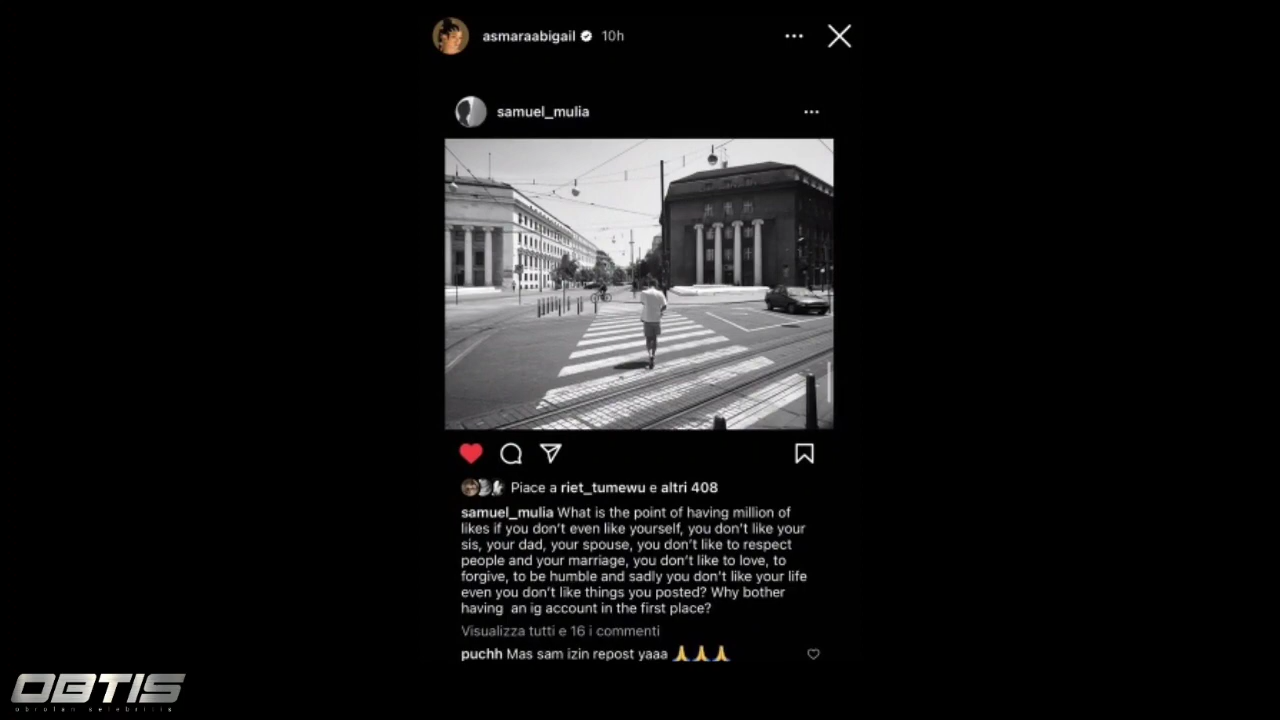 asmaraabigail 10h
samuel_mulia
Piace a riet_tumewu e altri 408
samuel_mulia What is the point of having million of
likes if you don't even like yourself, you don't like your
sis, your dad, your spouse, you don't like to respect
people and your marriage, you don't like to love, to
forgive, to be humble and sadly you don't like your life
even you don't like things you posted? Why bother
having an ig account in the first place?
Visualizza tutti e 16 i commenti
puchh Mas sam izin repost yaaa 🙏🙏🙏
OBTIS
obrolan selebritis